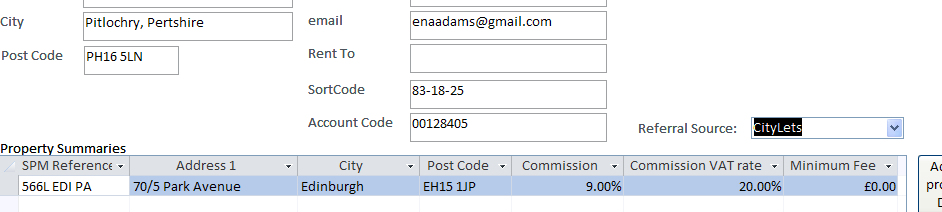 City Pitlochry, Pertshire email enaadams@gmail.com
Post Code PH16 5LN Rent To
SortCode 83-18-25
Account Code 00128405 Referral Source: CityLets
Property Summaries
SPM Reference Address 1 City Post Code Commission Commission VAT rate Minimum Fee
566L EDI PA 70/5 Park Avenue Edinburgh EH15 1JP 9.00% 20.00% £0.00